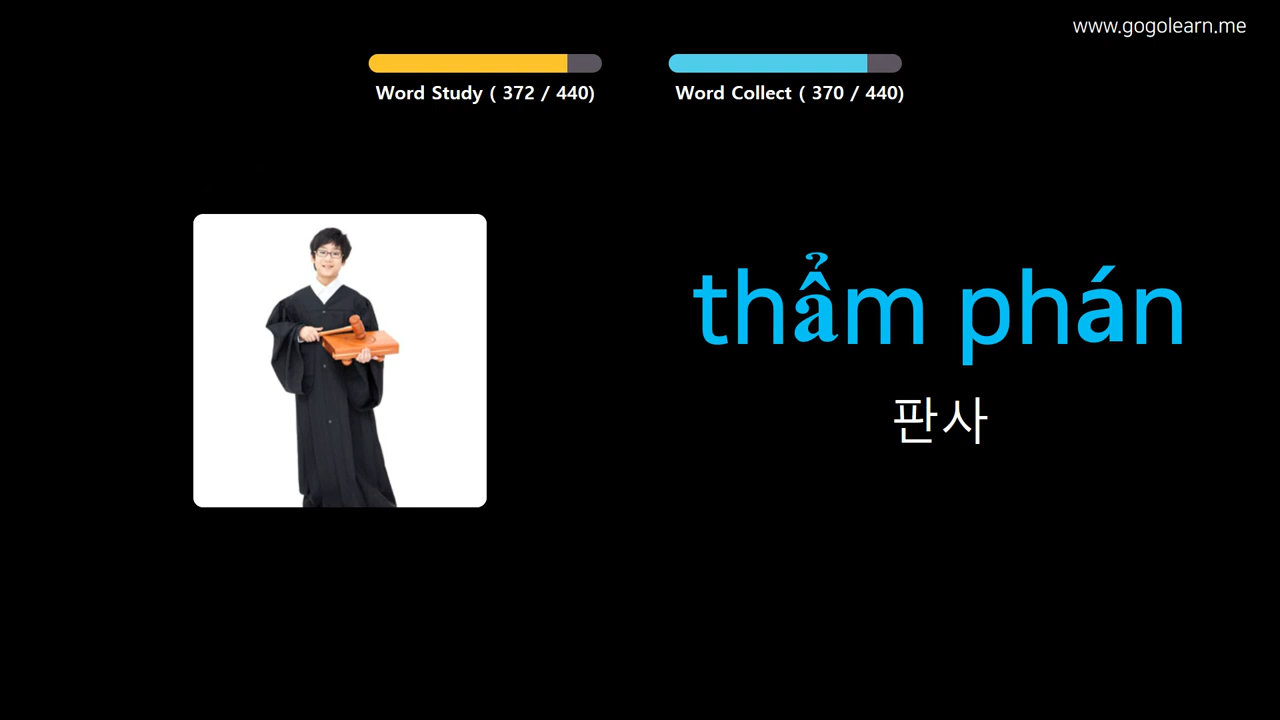 www.gogolearn.me
Word Study ( 372 / 440)
Word Collect ( 370 / 440)
thẩm phán
판사